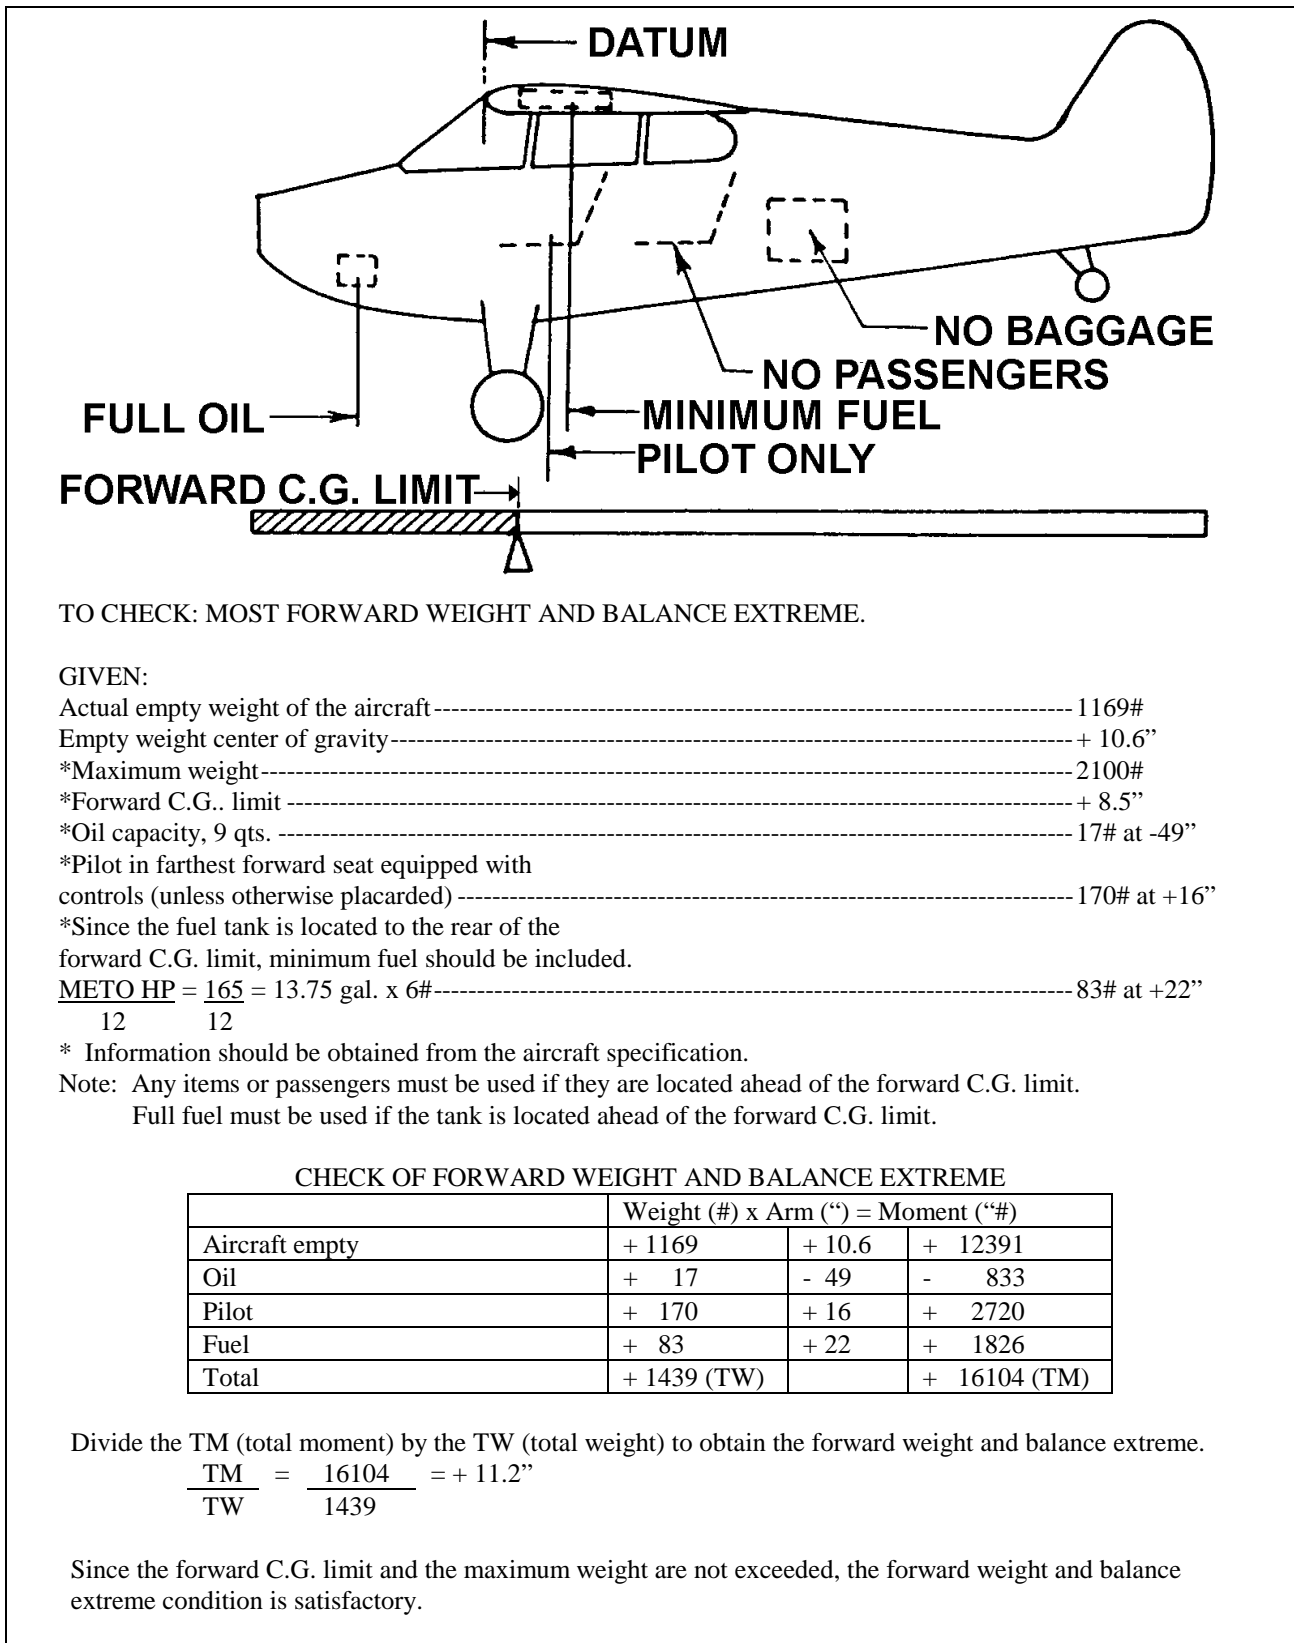 DATUM
NO BAGGAGE
NO PASSENGERS
FULL OIL
MINIMUM FUEL
PILOT ONLY
FORWARD C.G. LIMIT
TO CHECK: MOST FORWARD WEIGHT AND BALANCE EXTREME.
GIVEN:
Actual empty weight of the aircraft--------1169#
Empty weight center of gravity--------+ 10.6”
*Maximum weight--------2100#
*Forward C.G.. limit --------+ 8.5”
*Oil capacity, 9 qts. --------17# at -49”
*Pilot in farthest forward seat equipped with
controls (unless otherwise placarded) --------170# at +16”
*Since the fuel tank is located to the rear of the
forward C.G. limit, minimum fuel should be included.
METO HP = 165 = 13.75 gal. x 6#--------83# at +22”
12 12
* Information should be obtained from the aircraft specification.
Note: Any items or passengers must be used if they are located ahead of the forward C.G. limit.
Full fuel must be used if the tank is located ahead of the forward C.G. limit.
CHECK OF FORWARD WEIGHT AND BALANCE EXTREME
Weight (#) x Arm (“) = Moment (“#)
Aircraft empty + 1169 + 10.6 + 12391
Oil + 17 - 49 - 833
Pilot + 170 + 16 + 2720
Fuel + 83 + 22 + 1826
Total + 1439 (TW) + 16104 (TM)
Divide the TM (total moment) by the TW (total weight) to obtain the forward weight and balance extreme.
TM = 16104 = + 11.2”
TW 1439
Since the forward C.G. limit and the maximum weight are not exceeded, the forward weight and balance
extreme condition is satisfactory.